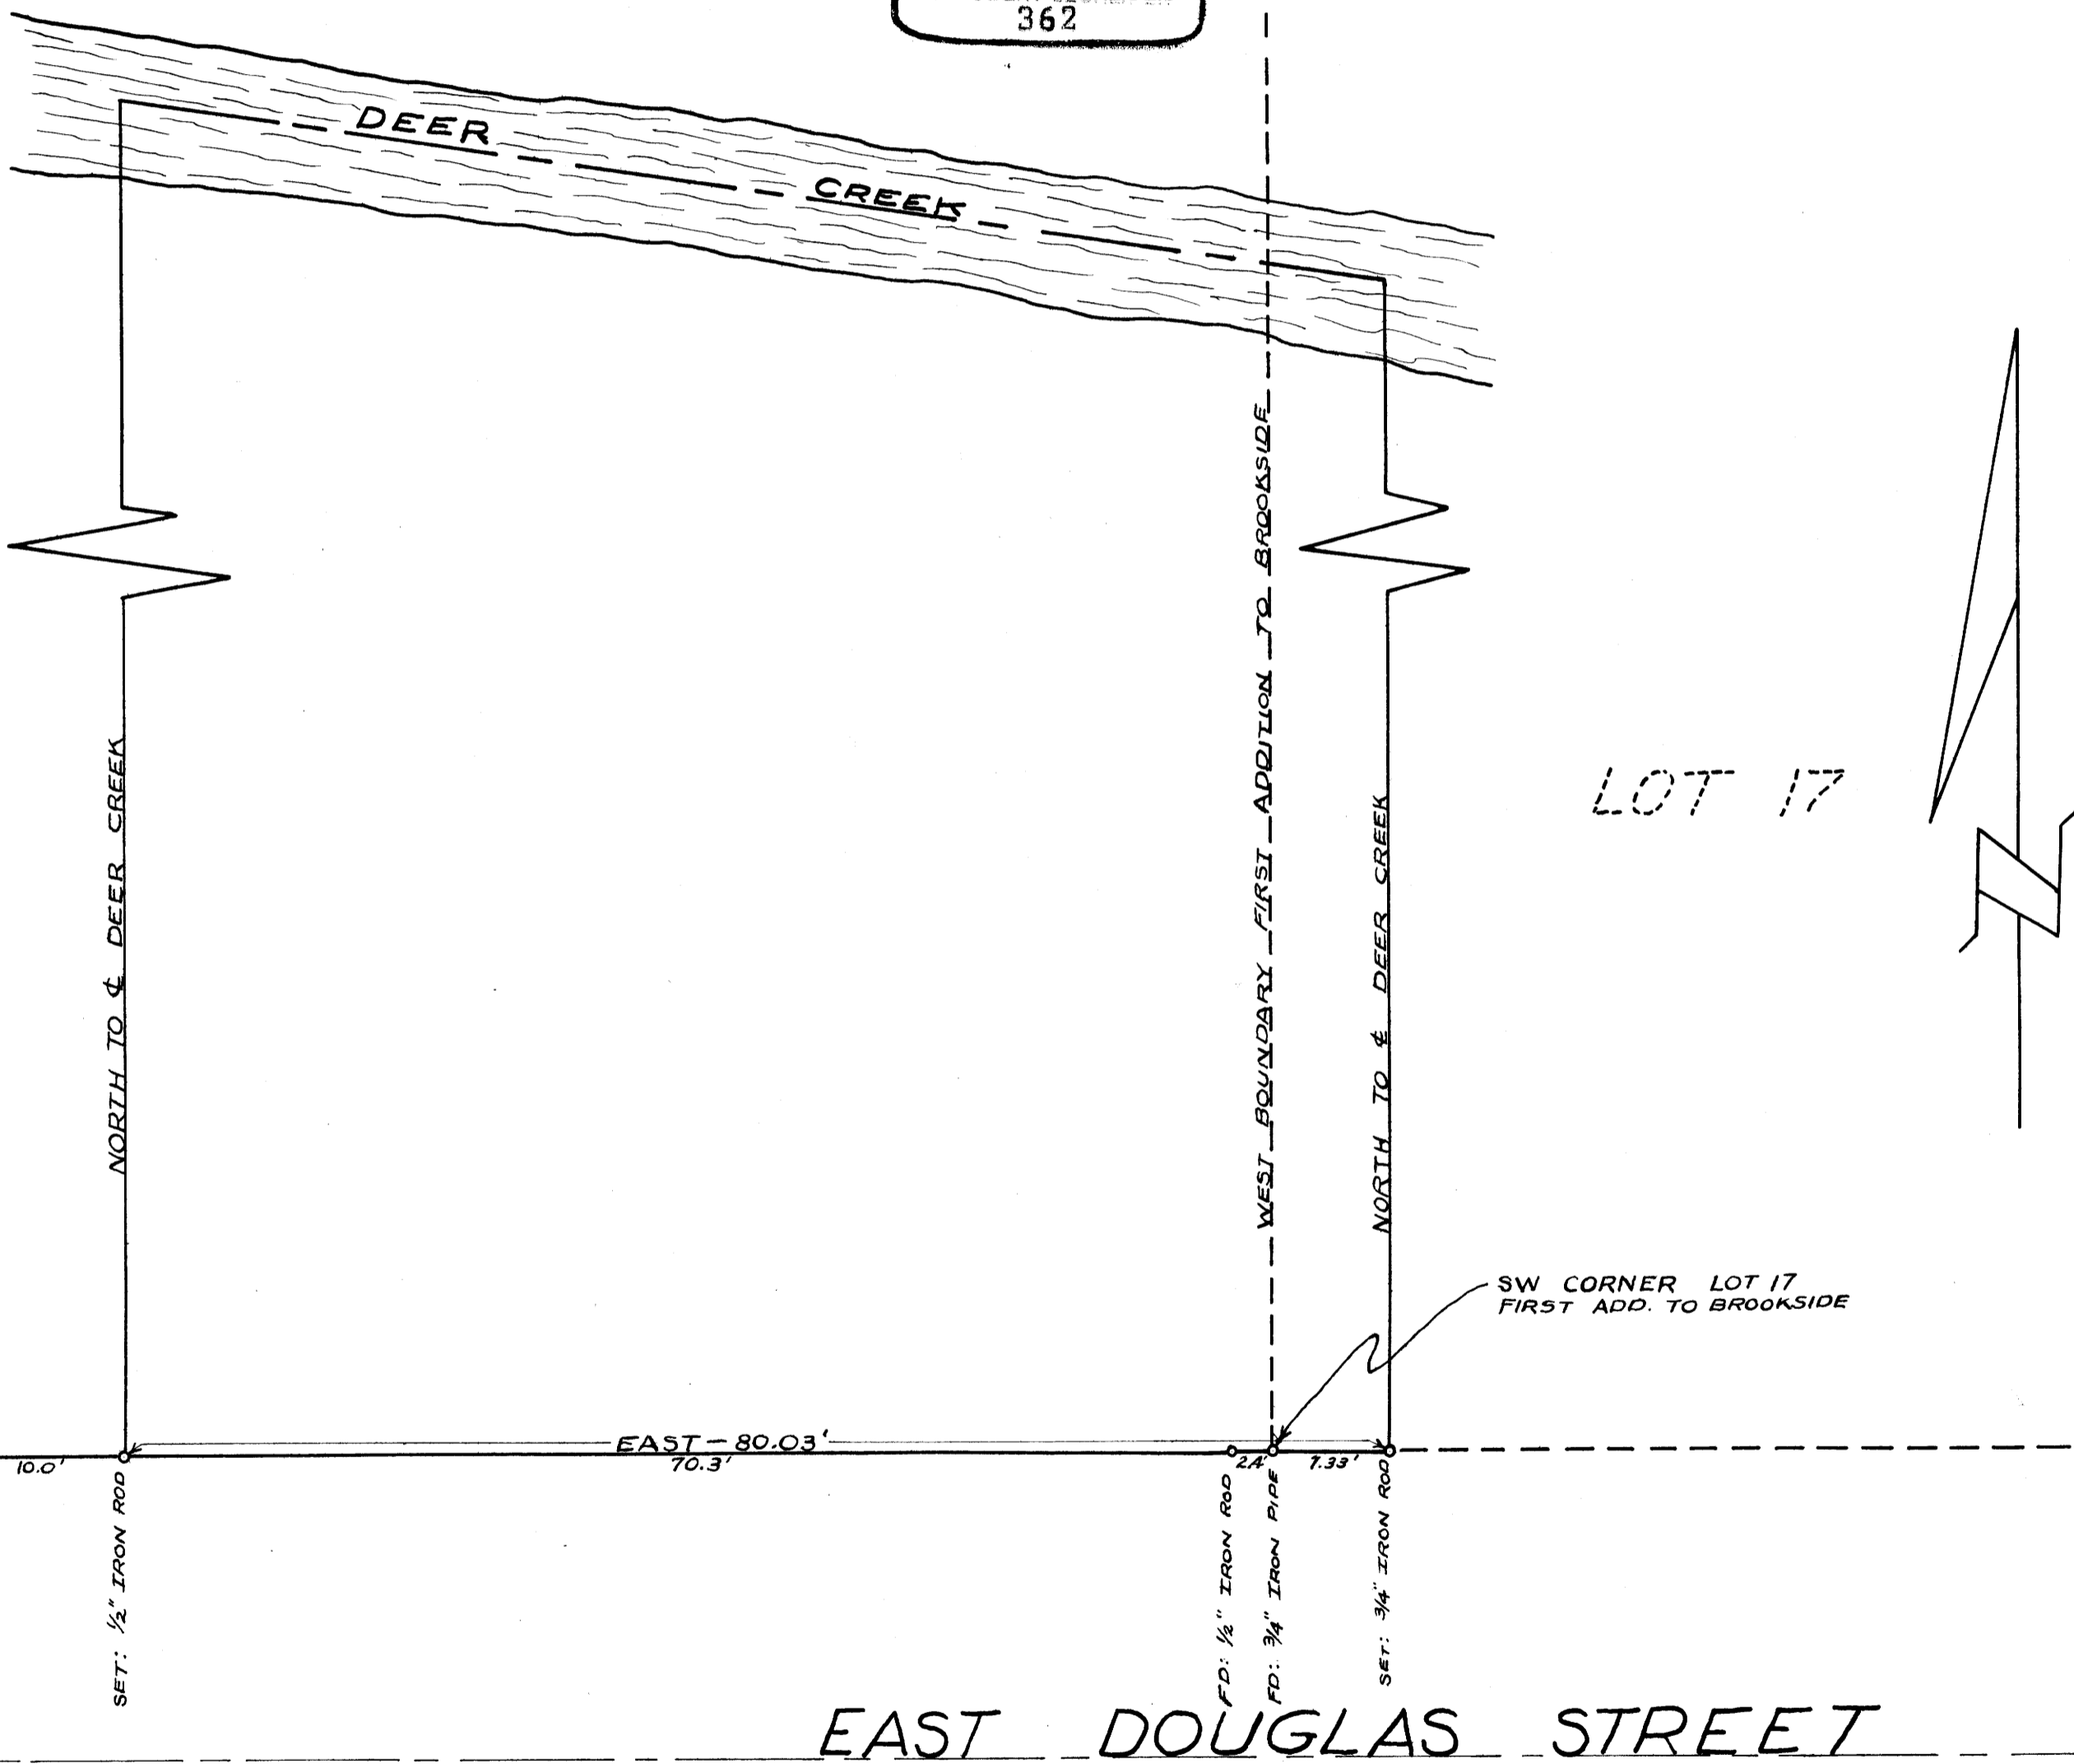 362
DEER CREEK
NORTH TO ℄ DEER CREEK
WEST BOUNDARY FIRST ADDITION TO BROOKSIDE
NORTH TO ℄ DEER CREEK
LOT 17
N
SW CORNER LOT 17
FIRST ADD. TO BROOKSIDE
EAST - 80.03'
10.0'
70.3'
2.4'
7.33'
SET: 1/2" IRON ROD
FD: 1/2" IRON ROD
FD: 3/4" IRON PIPE
SET: 3/4" IRON ROD
EAST DOUGLAS STREET